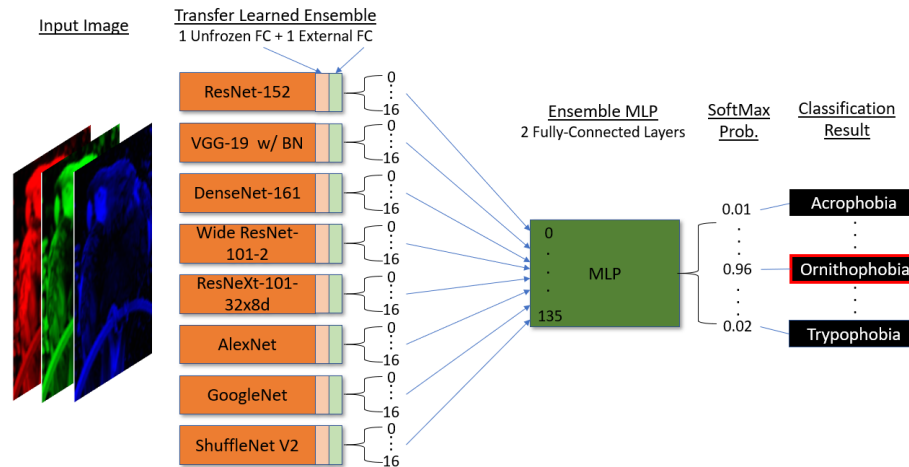 Input Image
Transfer Learned Ensemble
1 Unfrozen FC + 1 External FC
ResNet-152
0
16
VGG-19 w/ BN
0
16
DenseNet-161
0
16
Wide ResNet-
101-2
0
16
ResNeXt-101-
32x8d
0
16
AlexNet
0
16
GoogleNet
0
16
ShuffleNet V2
0
16
Ensemble MLP
2 Fully-Connected Layers
0
MLP
135
SoftMax
Prob.
0.01
0.96
0.02
Classification
Result
Acrophobia
Ornithophobia
Trypophobia